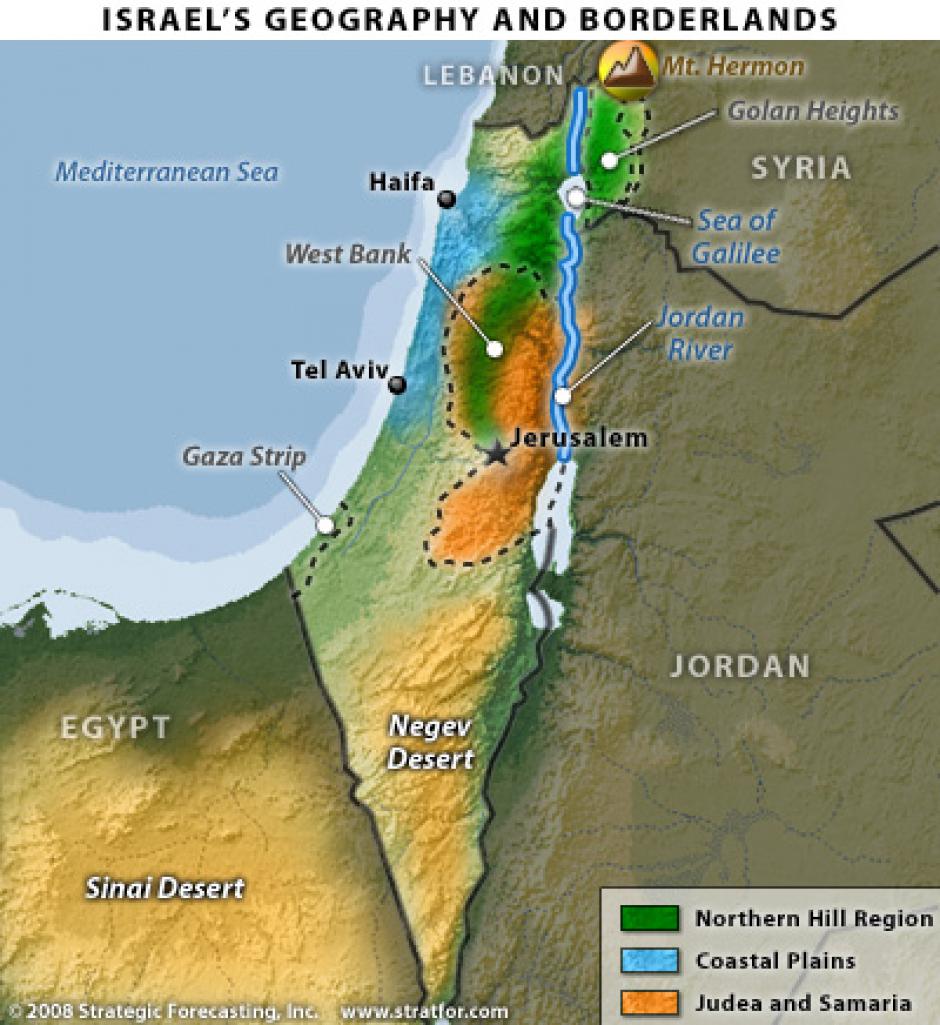 ISRAEL'S GEOGRAPHY AND BORDERLANDS
LEBANON
Mt. Hermon
Golan Heights
SYRIA
Mediterranean Sea
Haifa
Sea of
Galilee
West Bank
Jordan
River
Tel Aviv
Jerusalem
Gaza Strip
JORDAN
EGYPT
Negev
Desert
Sinai Desert
Northern Hill Region
Coastal Plains
Judea and Samaria
© 2008 Strategic Forecasting, Inc. www.stratfor.com